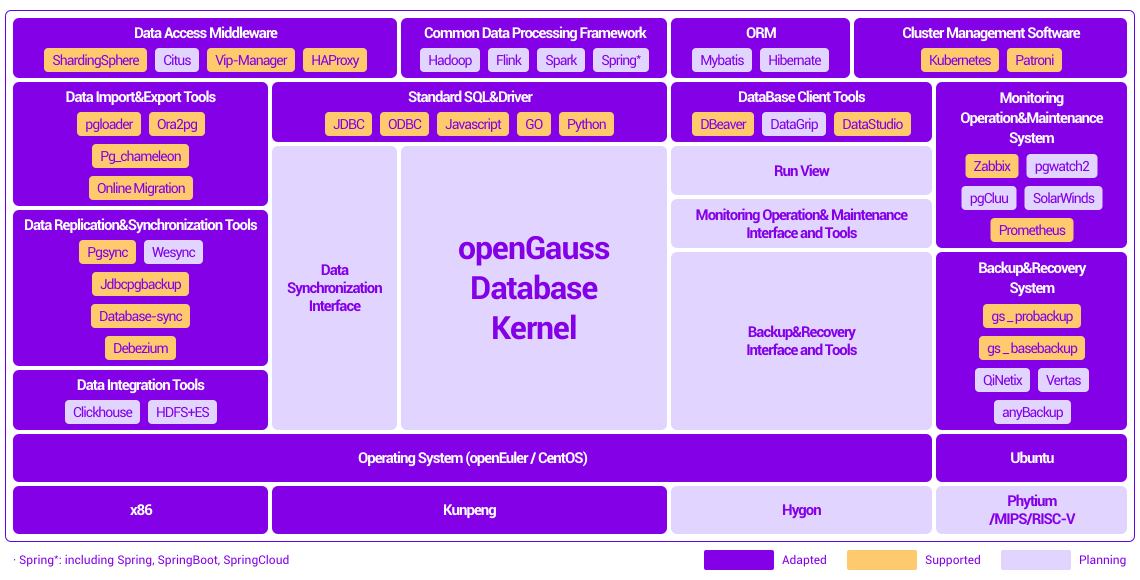 Data Access Middleware
ShardingSphere Citus Vip-Manager HAProxy
Common Data Processing Framework
Hadoop Flink Spark Spring*
ORM
Mybatis Hibernate
Cluster Management Software
Kubernetes Patroni
Data Import&Export Tools
pgloader Ora2pg
Pg_chameleon
Online Migration
Standard SQL&Driver
JDBC ODBC Javascript GO Python
DataBase Client Tools
DBeaver DataGrip DataStudio
Monitoring
Operation&Maintenance
System
Zabbix pgwatch2
pgCluu SolarWinds
Prometheus
Data Replication&Synchronization Tools
Pgsync Wesync
Jdbcpgbackup
Database-sync
Debezium
Data
Synchronization
Interface
openGauss
Database
Kernel
Run View
Monitoring Operation& Maintenance
Interface and Tools
Backup&Recovery
Interface and Tools
Backup&Recovery
System
gs_probackup
gs_basebackup
QiNetix Vertas
anyBackup
Data Integration Tools
Clickhouse HDFS+ES
Operating System (openEuler / CentOS)
Ubuntu
x86
Kunpeng
Hygon
Phytium
/MIPS/RISC-V
· Spring*: including Spring, SpringBoot, SpringCloud
Adapted
Supported
Planning